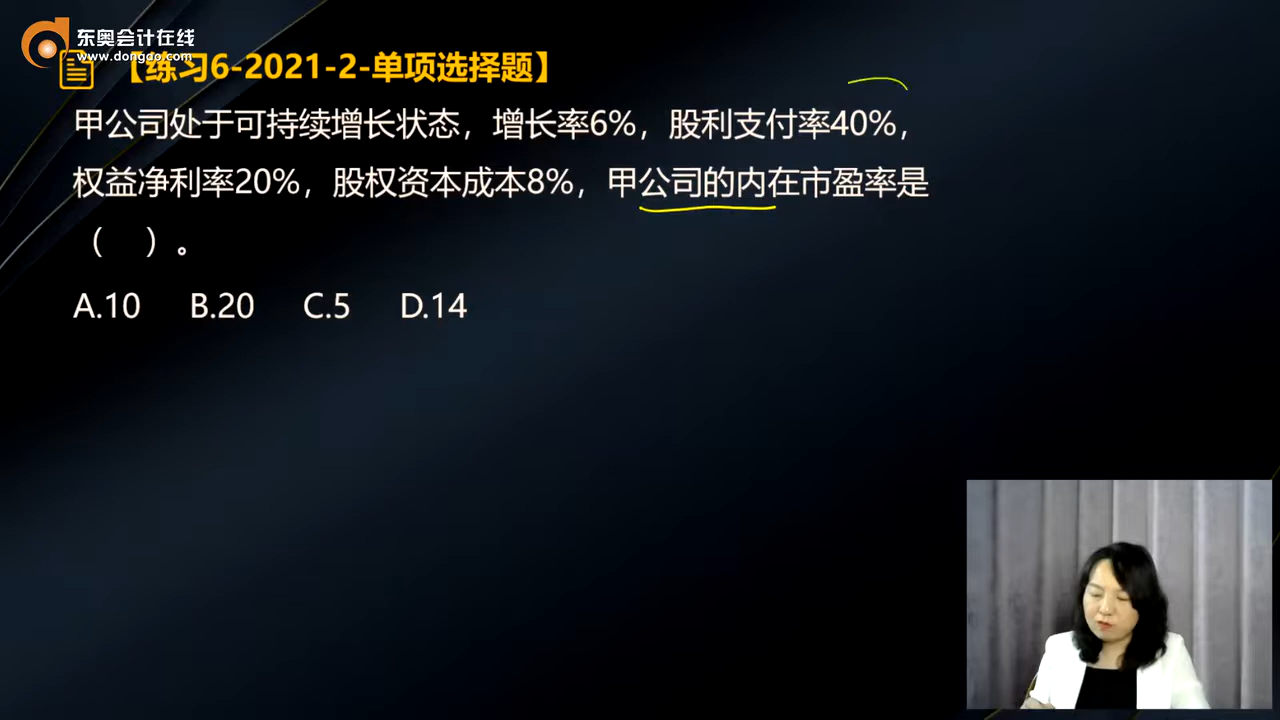 东奥会计在线
www.dongao.com
【练习6-2021-2-单项选择题】
甲公司处于可持续增长状态，增长率6%，股利支付率40%，
权益净利率20%，股权资本成本8%，甲公司的内在市盈率是
（ ）。
A.10 B.20 C.5 D.14